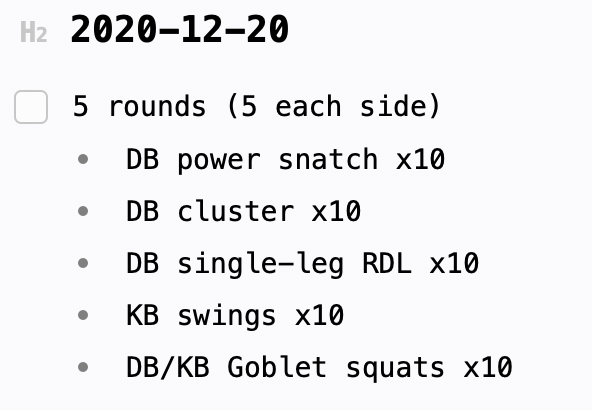 H2 2020-12-20
5 rounds (5 each side)
• DB power snatch x10
• DB cluster x10
• DB single-leg RDL x10
• KB swings x10
• DB/KB Goblet squats x10